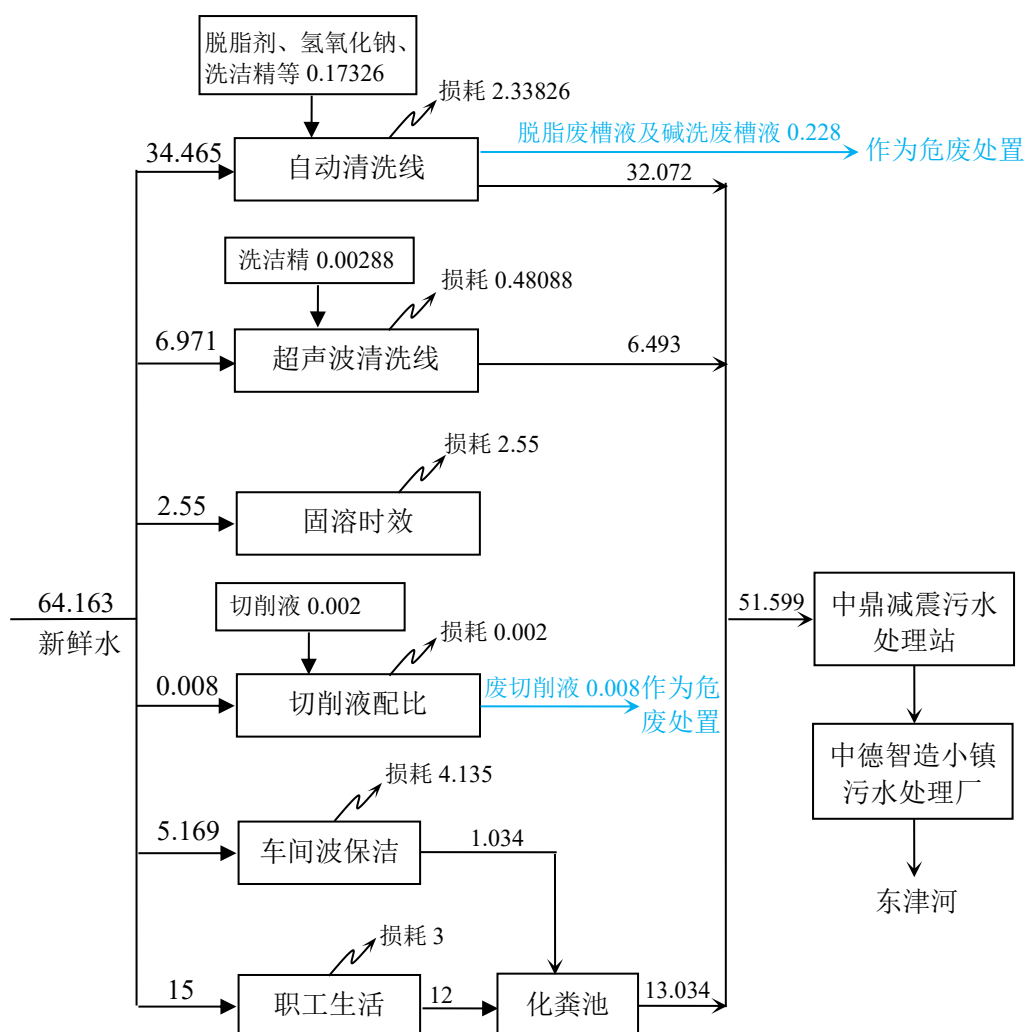 脱脂剂、氢氧化钠、
洗洁精等 0.17326
损耗 2.33826
脱脂废槽液及碱洗废槽液 0.228
作为危废处置
34.465
自动清洗线
32.072
洗洁精 0.00288
损耗 0.48088
6.971
超声波清洗线
6.493
损耗 2.55
2.55
固溶时效
64.163
新鲜水
切削液 0.002
损耗 0.002
51.599
中鼎减震污水
处理站
0.008
切削液配比
废切削液 0.008作为危
废处置
中德智造小镇
污水处理厂
损耗 4.135
5.169
车间波保洁
1.034
东津河
损耗 3
15
职工生活
12
化粪池
13.034